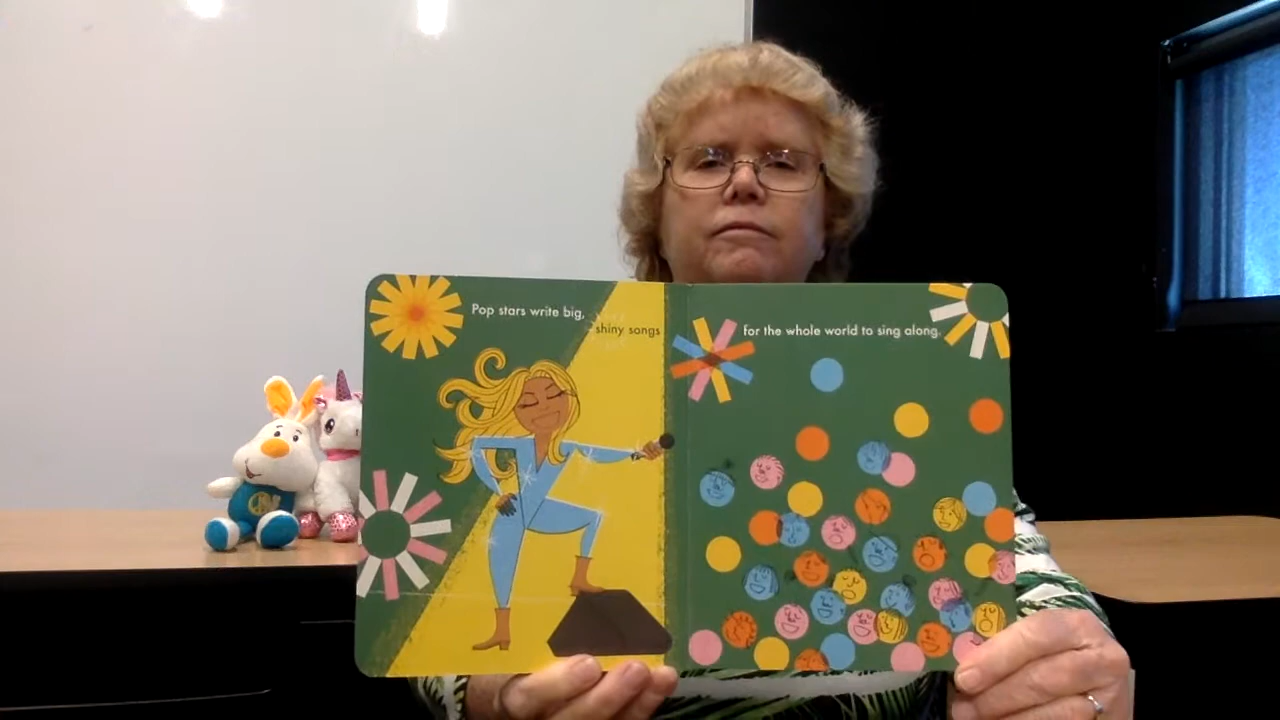 Pop stars write big,
shiny songs
for the whole world to sing along.